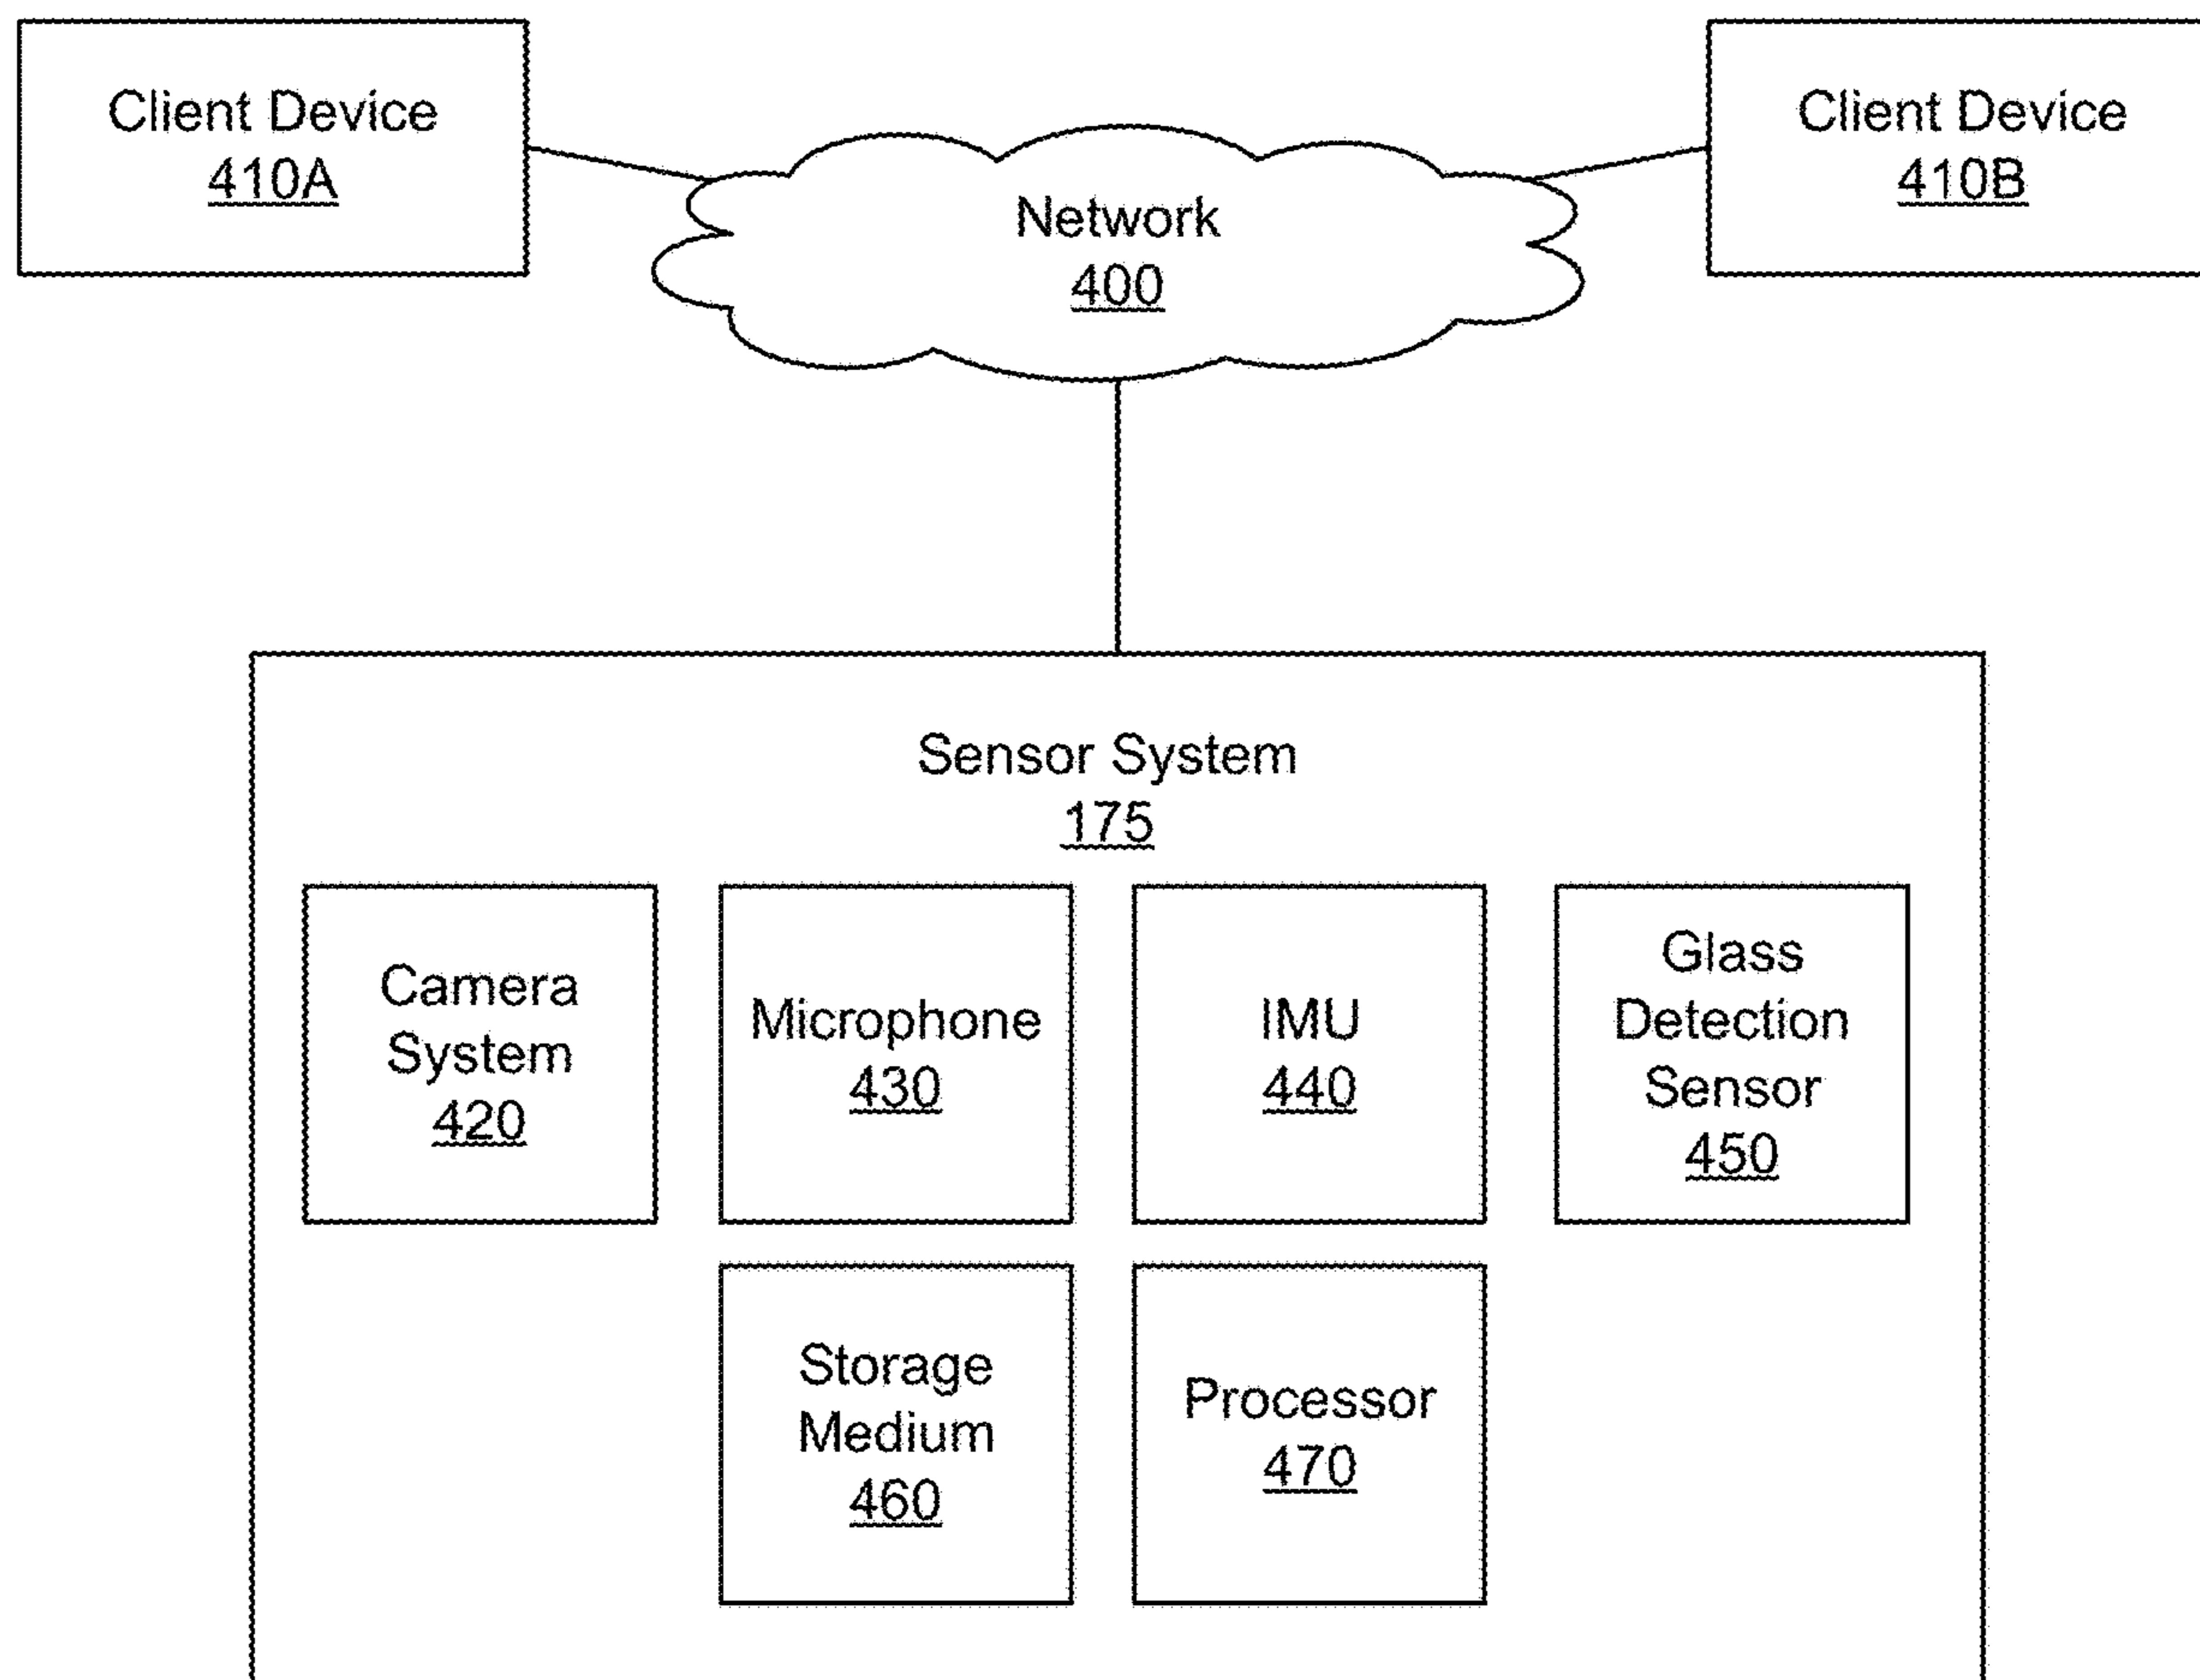 Client Device
410A
Client Device
410B
Network
400
Sensor System
175
Camera
System
420
Microphone
430
IMU
440
Glass
Detection
Sensor
450
Storage
Medium
460
Processor
470